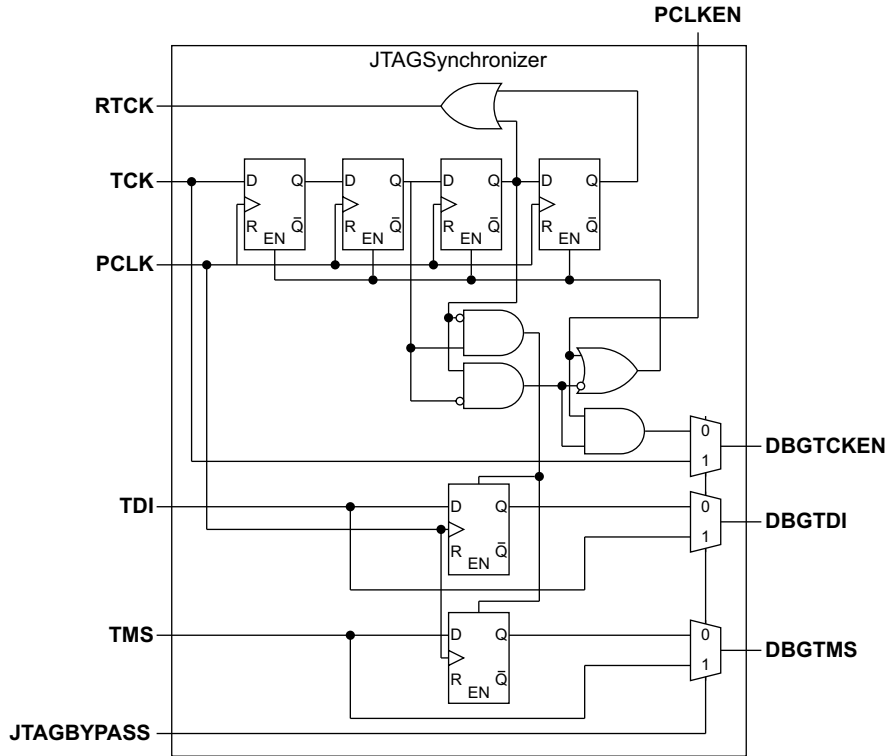 PCLKEN
JTAGSynchronizer
RTCK
TCK
D Q D Q D Q D Q
R Q̄ R Q̄ R Q̄ R Q̄
EN EN EN EN
PCLK
0
DBGTCKEN
1
TDI
D Q
0
DBGTDI
1
R Q̄
EN
TMS
D Q
0
DBGTMS
1
R Q̄
EN
JTAGBYPASS